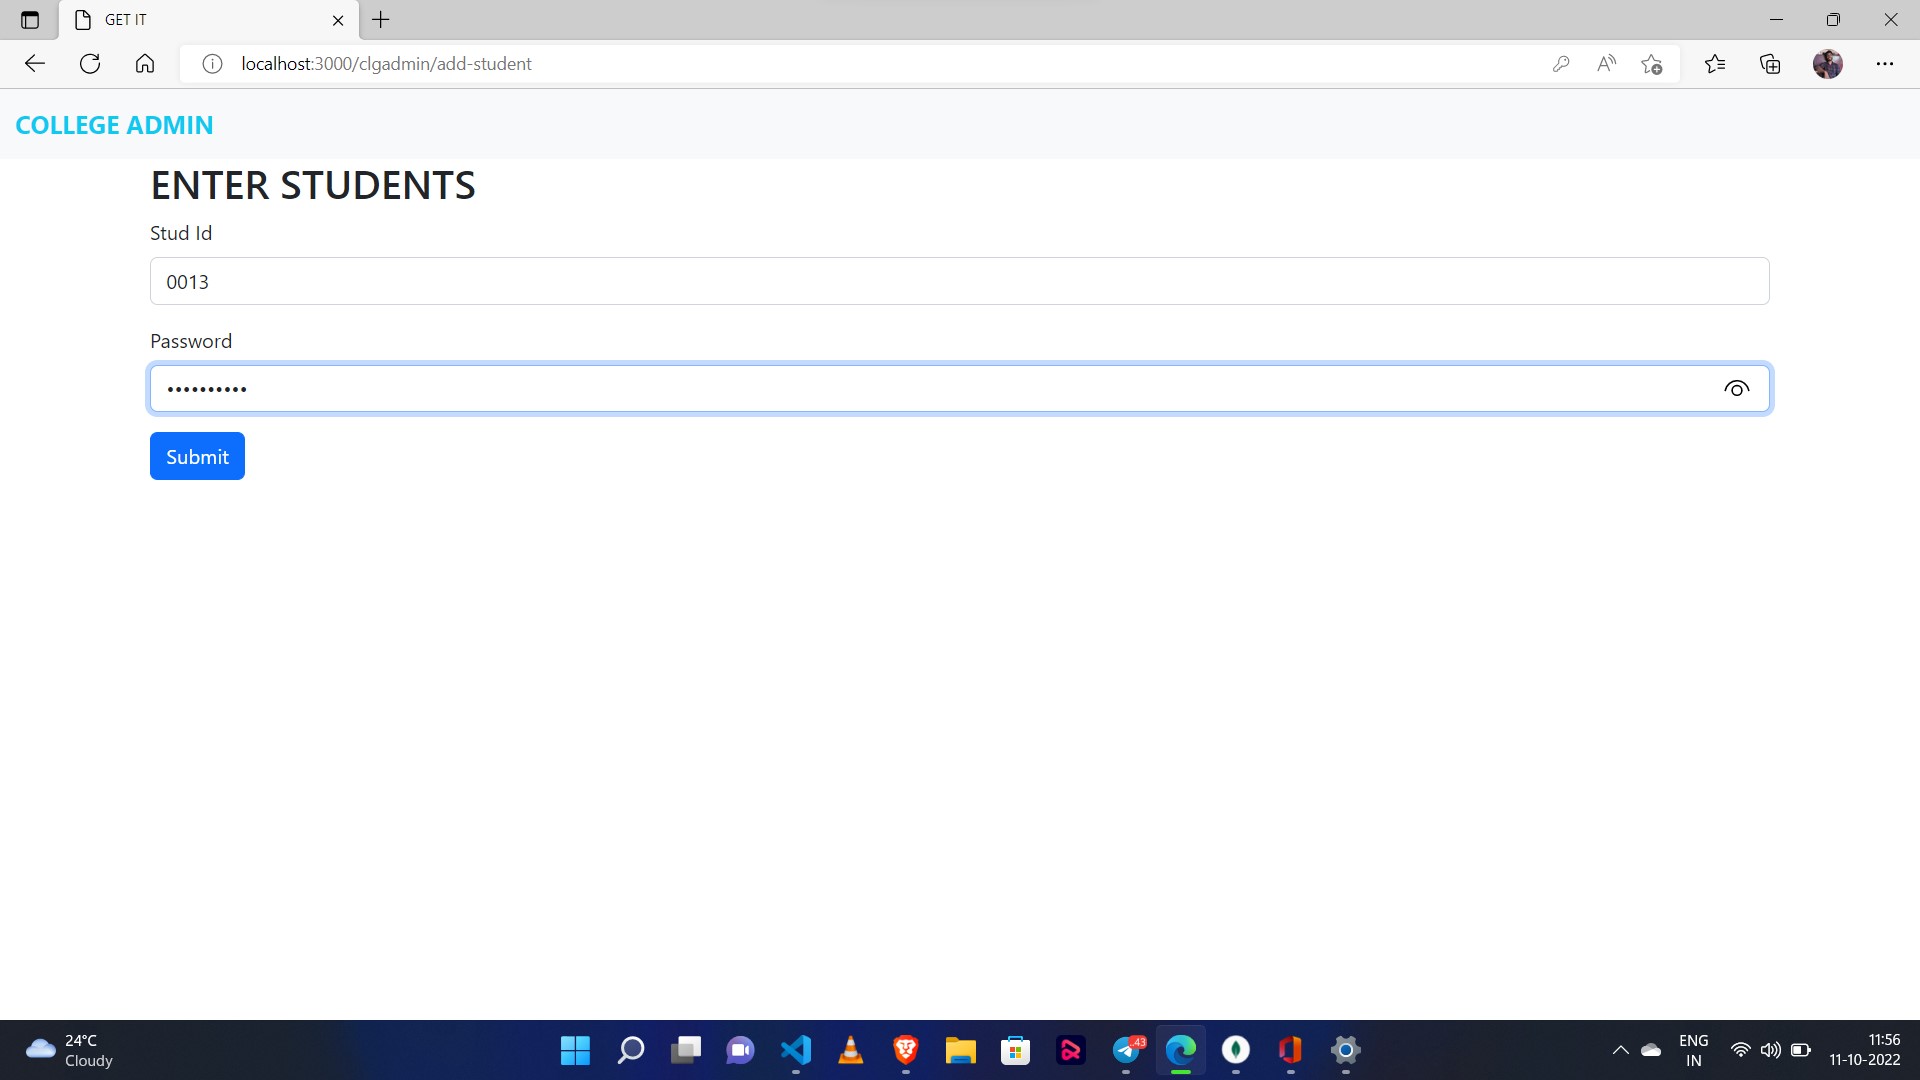 GET IT
localhost:3000/clgadmin/add-student
COLLEGE ADMIN
ENTER STUDENTS
Stud Id
0013
Password
••••••••••
Submit
24°C
Cloudy
43
ENG
IN
11:56
11-10-2022